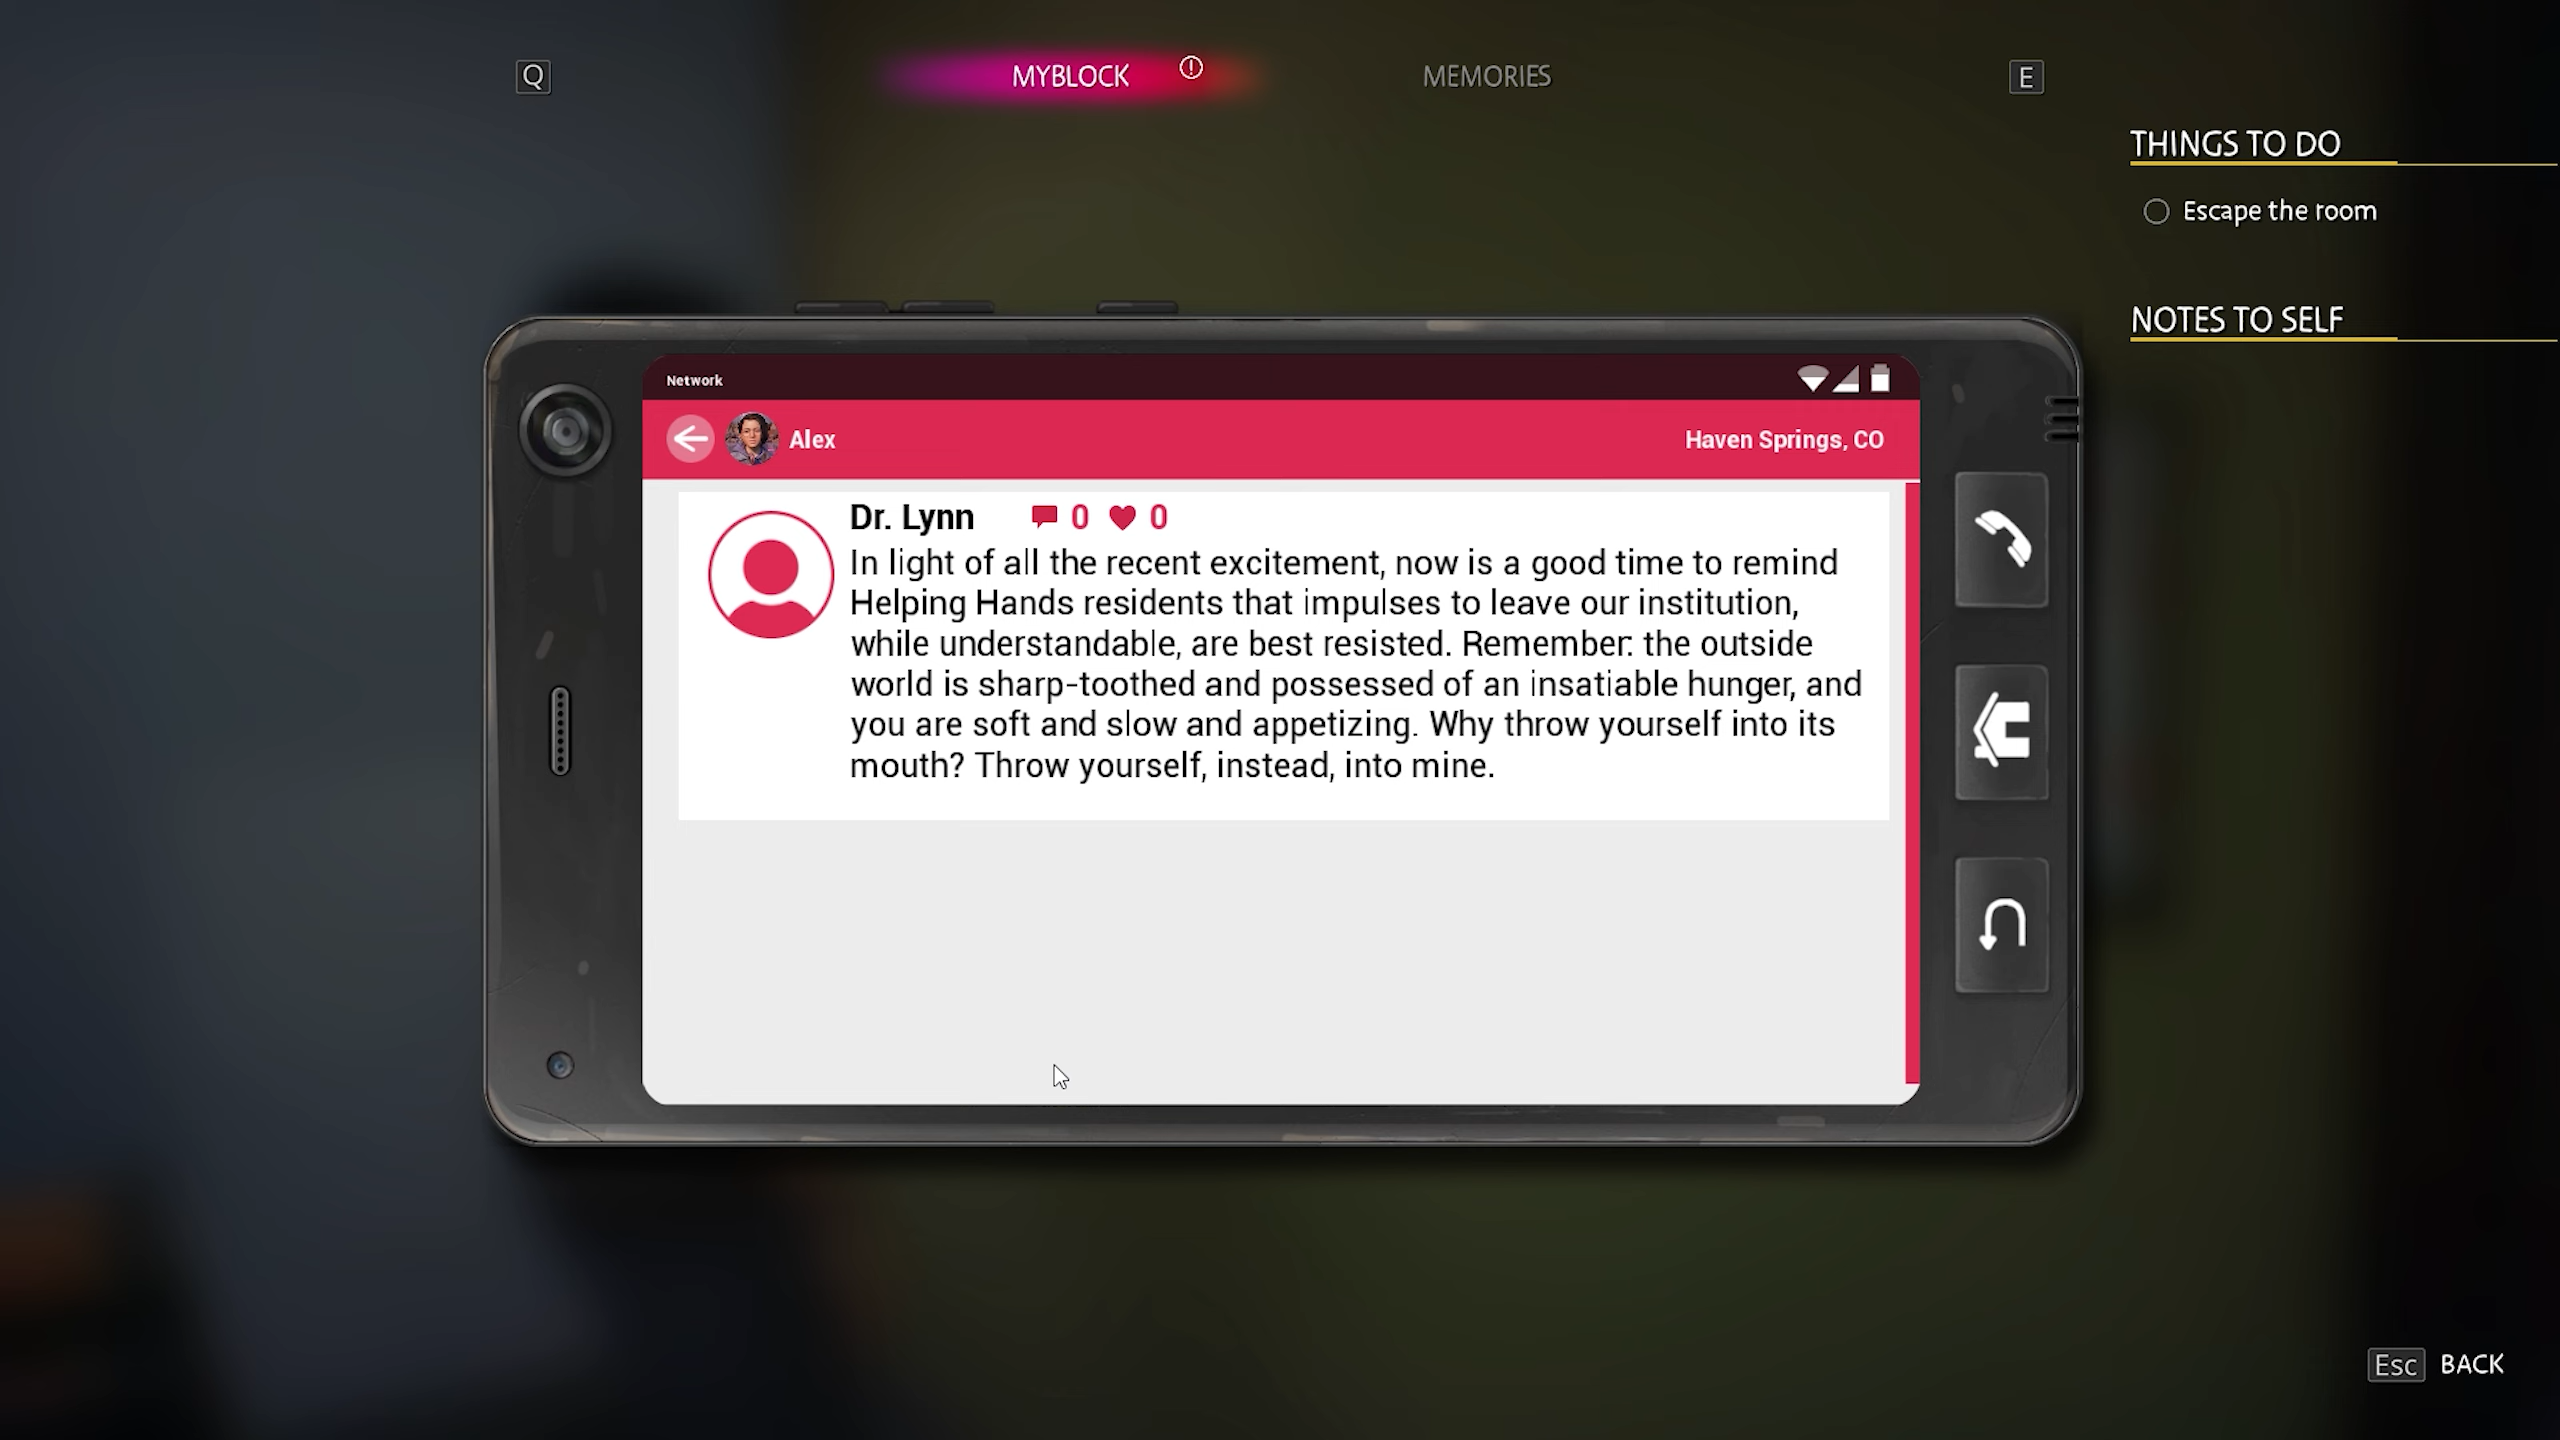 Q
MYBLOCK
MEMORIES
E
THINGS TO DO
Escape the room
NOTES TO SELF
Network
Alex
Haven Springs, CO
Dr. Lynn 0 0
In light of all the recent excitement, now is a good time to remind
Helping Hands residents that impulses to leave our institution,
while understandable, are best resisted. Remember: the outside
world is sharp-toothed and possessed of an insatiable hunger, and
you are soft and slow and appetizing. Why throw yourself into its
mouth? Throw yourself, instead, into mine.
Esc BACK